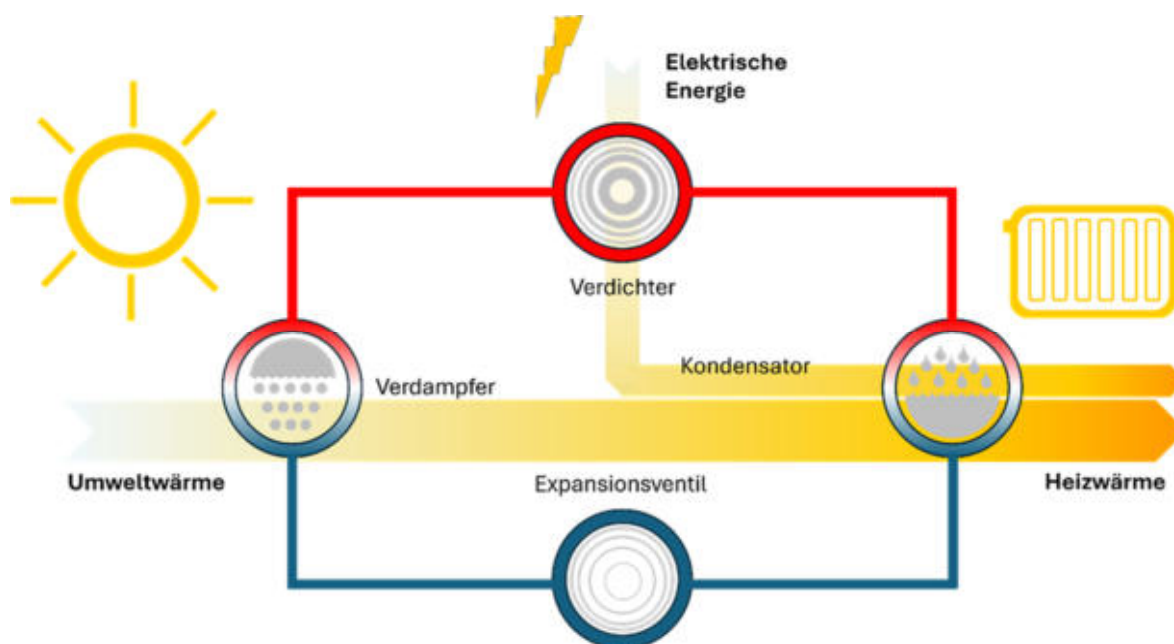 Elektrische
Energie
Verdichter
Kondensator
Verdampfer
Umweltwärme
Expansionsventil
Heizwärme